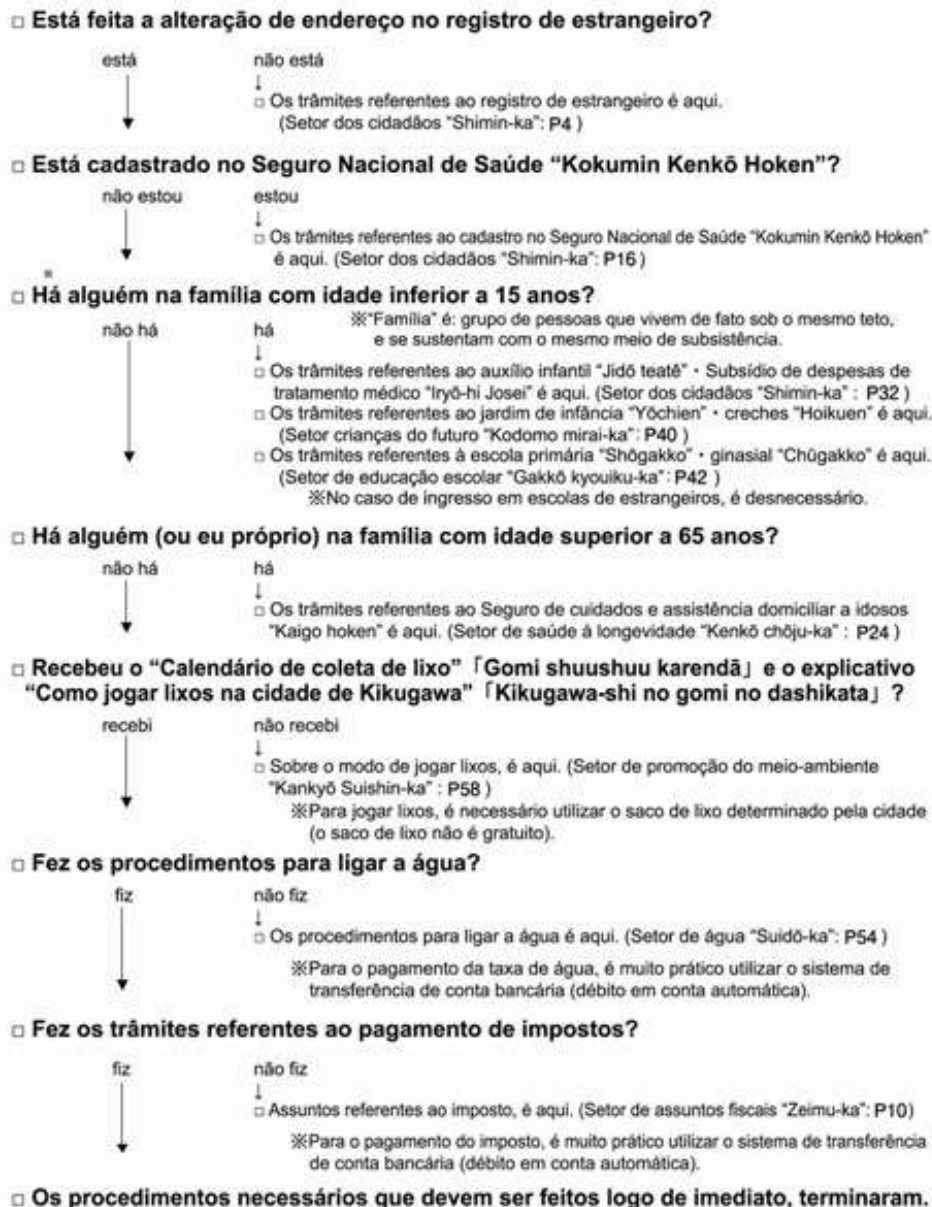 □ Está feita a alteração de endereço no registro de estrangeiro?
está não está
↓
□ Os trâmites referentes ao registro de estrangeiro é aqui.
(Setor dos cidadãos “Shimin-ka”: P4 )
□ Está cadastrado no Seguro Nacional de Saúde “Kokumin Kenkō Hoken”?
não estou estou
↓
□ Os trâmites referentes ao cadastro no Seguro Nacional de Saúde “Kokumin Kenkō Hoken”
é aqui. (Setor dos cidadãos “Shimin-ka”: P16 )
□ Há alguém na família com idade inferior a 15 anos?
não há há ※“Família” é: grupo de pessoas que vivem de fato sob o mesmo teto,
e se sustentam com o mesmo meio de subsistência.
↓
□ Os trâmites referentes ao auxílio infantil “Jidō teatē”・Subsídio de despesas de
tratamento médico “Iryō-hi Josei” é aqui. (Setor dos cidadãos “Shimin-ka” : P32 )
□ Os trâmites referentes ao jardim de infância “Yōchien”・creches “Hoikuen” é aqui.
(Setor crianças do futuro “Kodomo mirai-ka”: P40 )
□ Os trâmites referentes à escola primária “Shōgakko”・ginasial “Chūgakko” é aqui.
(Setor de educação escolar “Gakkō kyouiku-ka”: P42 )
※No caso de ingresso em escolas de estrangeiros, é desnecessário.
□ Há alguém (ou eu próprio) na família com idade superior a 65 anos?
não há há
↓
□ Os trâmites referentes ao Seguro de cuidados e assistência domiciliar a idosos
“Kaigo hoken” é aqui. (Setor de saúde á longevidade “Kenkō chōju-ka” : P24 )
□ Recebeu o “Calendário de coleta de lixo”「Gomi shuushuu karendā」e o explicativo
“Como jogar lixos na cidade de Kikugawa”「Kikugawa-shi no gomi no dashikata」?
recebi não recebi
↓
□ Sobre o modo de jogar lixos, é aqui. (Setor de promoção do meio-ambiente
“Kankyō Suishin-ka” : P58 )
※Para jogar lixos, é necessário utilizar o saco de lixo determinado pela cidade
(o saco de lixo não é gratuito).
□ Fez os procedimentos para ligar a água?
fiz não fiz
↓
□ Os procedimentos para ligar a água é aqui. (Setor de água “Suidō-ka”: P54 )
※Para o pagamento da taxa de água, é muito prático utilizar o sistema de
transferência de conta bancária (débito em conta automática).
□ Fez os trâmites referentes ao pagamento de impostos?
fiz não fiz
↓
□ Assuntos referentes ao imposto, é aqui. (Setor de assuntos fiscais “Zeimu-ka”: P10)
※Para o pagamento do imposto, é muito prático utilizar o sistema de transferência
de conta bancária (débito em conta automática).
□ Os procedimentos necessários que devem ser feitos logo de imediato, terminaram.